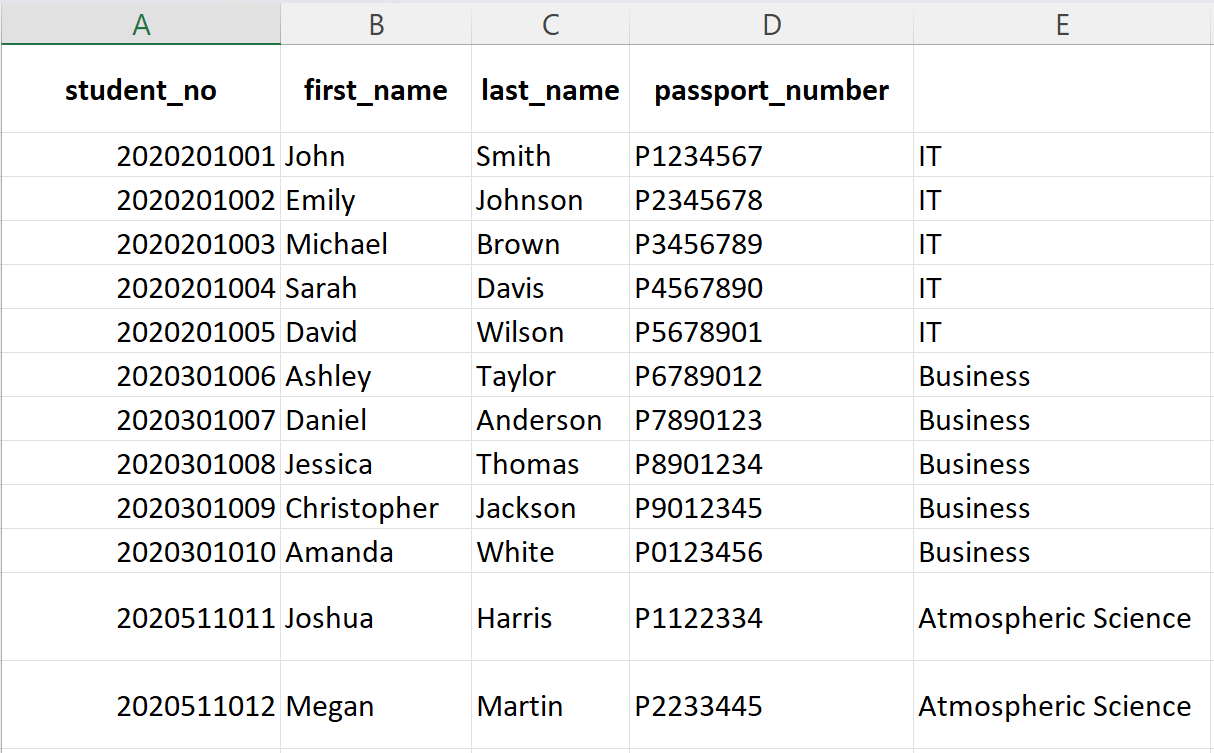 A B C D E
student_no first_name last_name passport_number
2020201001 John Smith P1234567 IT
2020201002 Emily Johnson P2345678 IT
2020201003 Michael Brown P3456789 IT
2020201004 Sarah Davis P4567890 IT
2020201005 David Wilson P5678901 IT
2020301006 Ashley Taylor P6789012 Business
2020301007 Daniel Anderson P7890123 Business
2020301008 Jessica Thomas P8901234 Business
2020301009 Christopher Jackson P9012345 Business
2020301010 Amanda White P0123456 Business
2020511011 Joshua Harris P1122334 Atmospheric Science
2020511012 Megan Martin P2233445 Atmospheric Science